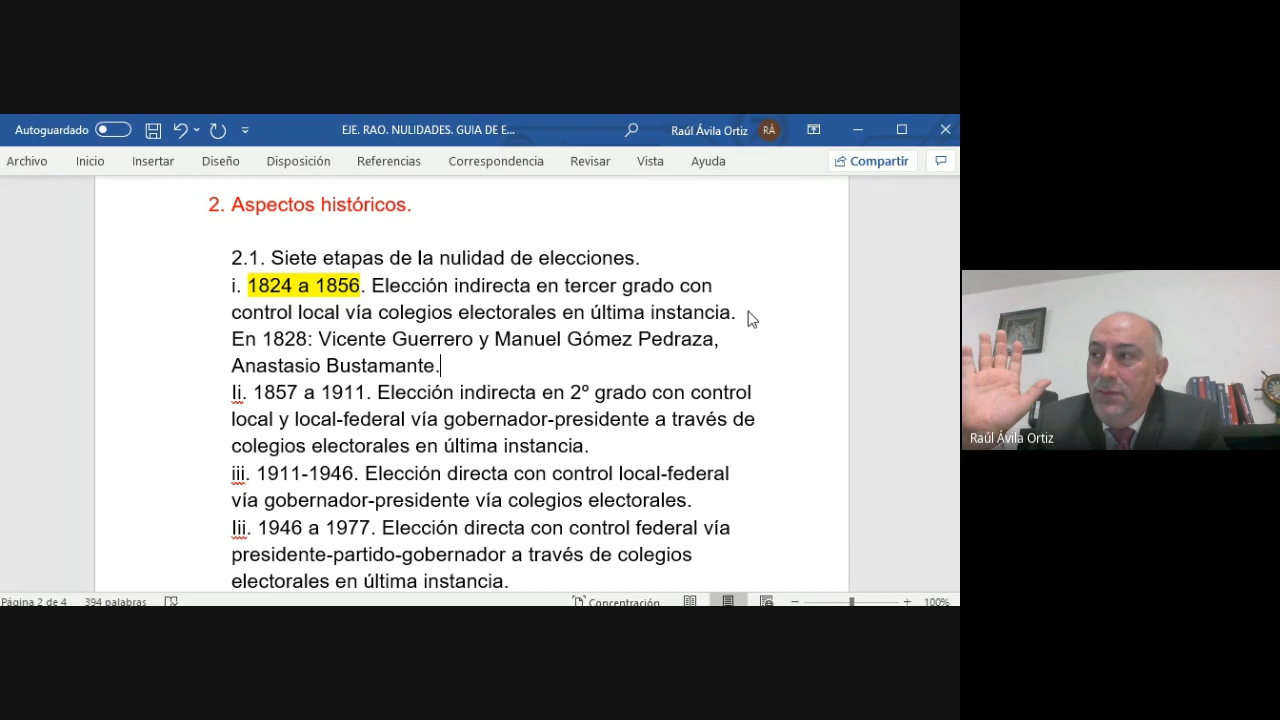 Autoguardado
EJE. RAO. NULIDADES. GUIA DE E...
Raúl Ávila Ortiz RÁ
Archivo Inicio Insertar Diseño Disposición Referencias Correspondencia Revisar Vista Ayuda Compartir
2. Aspectos históricos.
2.1. Siete etapas de la nulidad de elecciones.
i. 1824 a 1856. Elección indirecta en tercer grado con
control local vía colegios electorales en última instancia.
En 1828: Vicente Guerrero y Manuel Gómez Pedraza,
Anastasio Bustamante.
Ii. 1857 a 1911. Elección indirecta en 2º grado con control
local y local-federal vía gobernador-presidente a través de
colegios electorales en última instancia.
iii. 1911-1946. Elección directa con control local-federal
vía gobernador-presidente vía colegios electorales.
Iii. 1946 a 1977. Elección directa con control federal vía
presidente-partido-gobernador a través de colegios
electorales en última instancia.
Página 2 de 4 394 palabras Concentración 100%
Raúl Ávila Ortiz